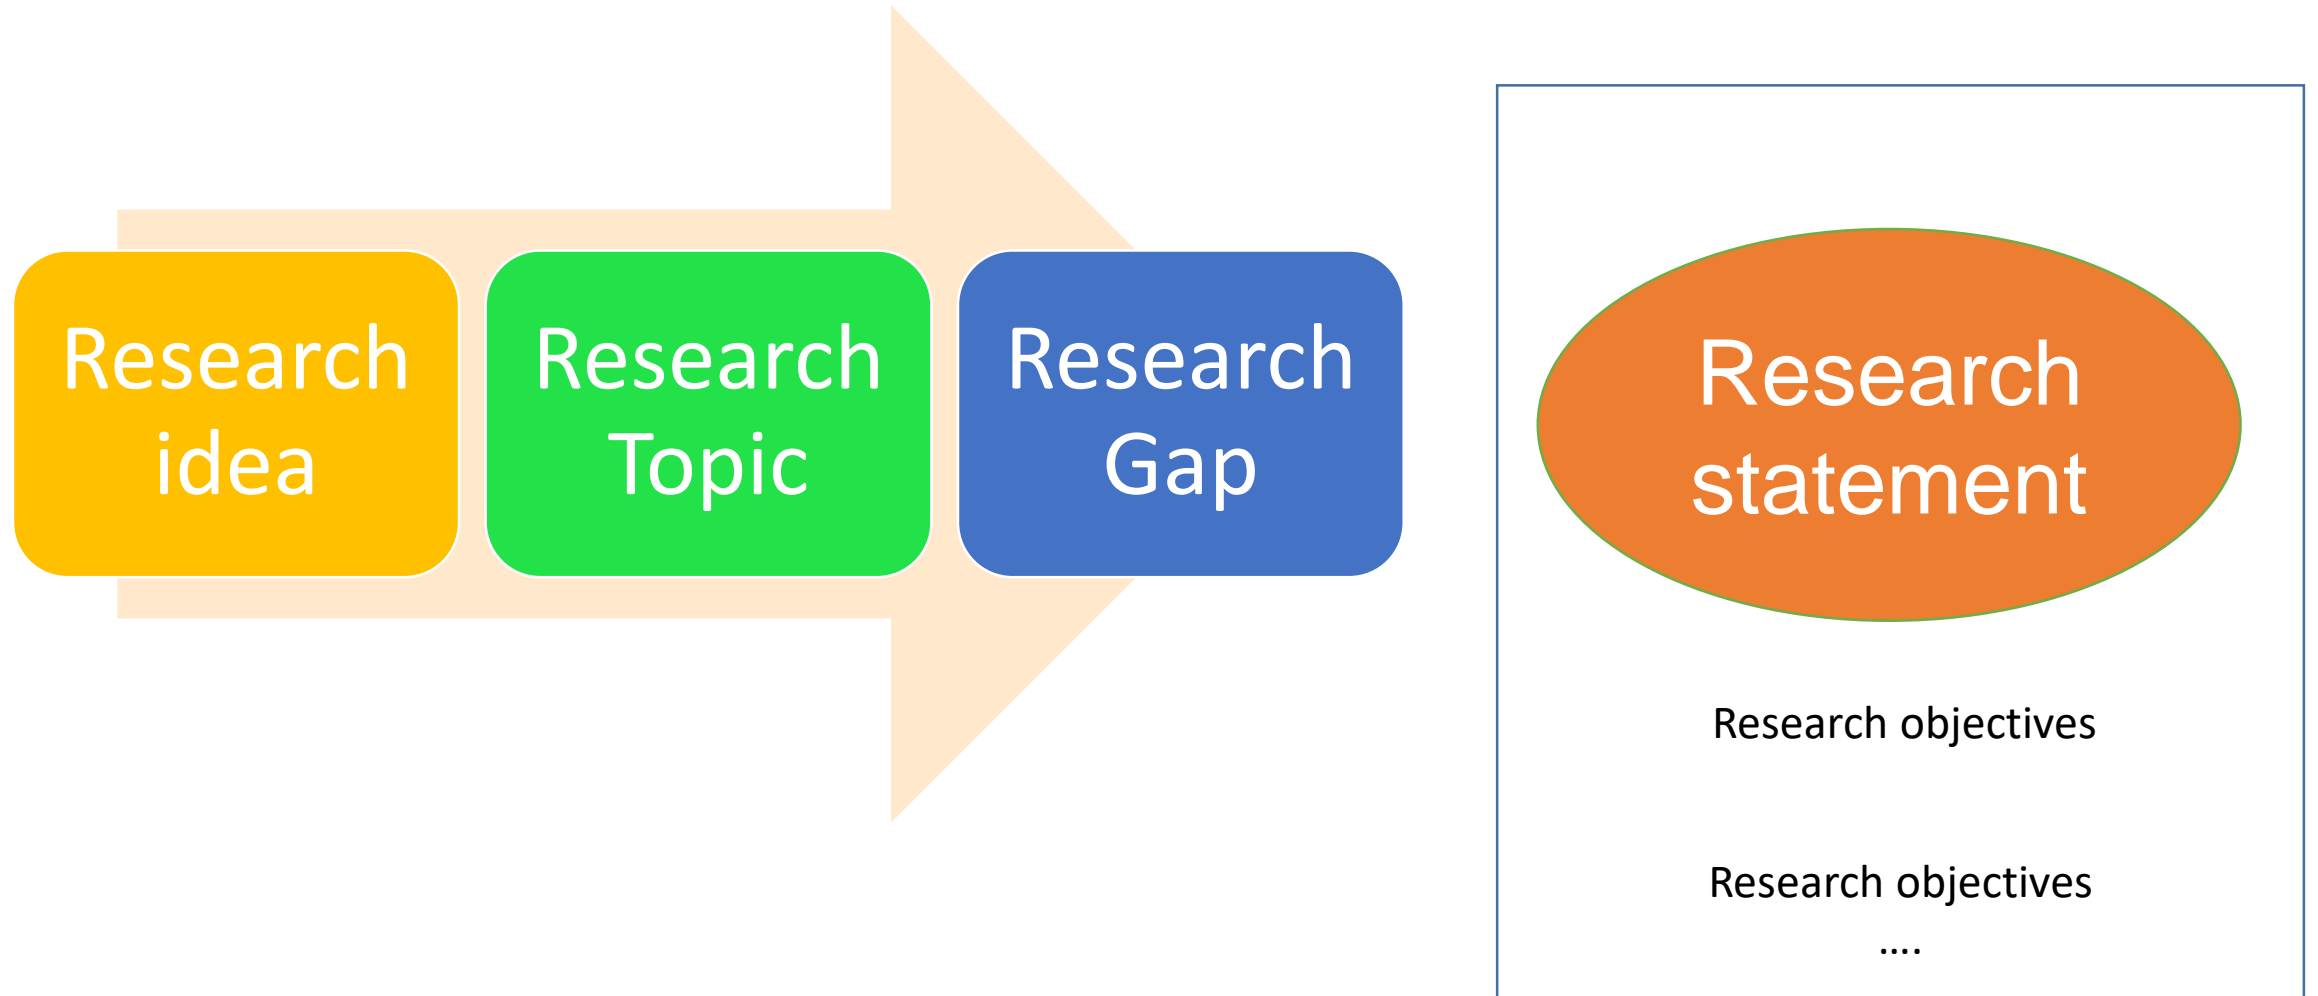 Research
idea
Research
Topic
Research
Gap
Research
statement
Research objectives
Research objectives
....